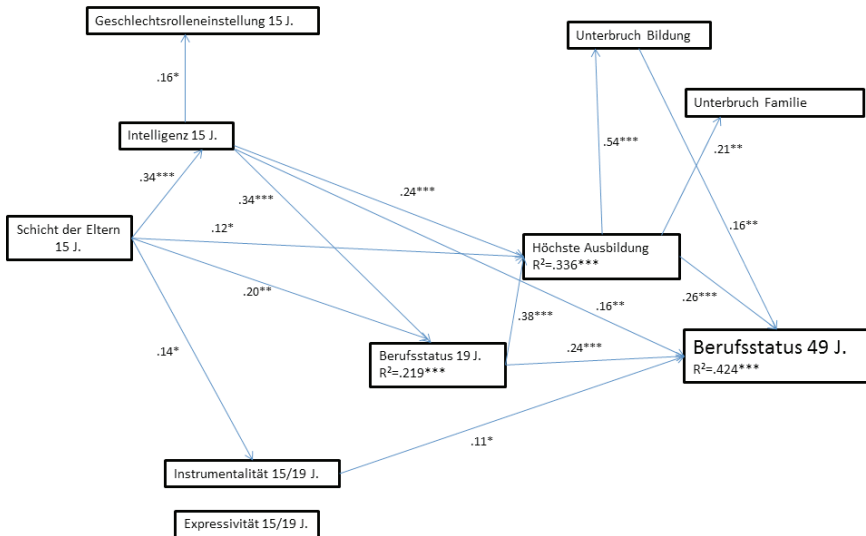 Geschlechtsrolleneinstellung 15 J.
Unterbruch Bildung
.16*
Unterbruch Familie
Intelligenz 15 J.
.54***
.21**
.34***
.34***
.24***
Schicht der Eltern
15 J.
.12*
Höchste Ausbildung
R²=.336***
.16**
.20**
.38***
.16**
.26***
.14*
Berufsstatus 19 J.
R²=.219***
.24***
Berufsstatus 49 J.
R²=.424***
.11*
Instrumentalität 15/19 J.
Expressivität 15/19 J.